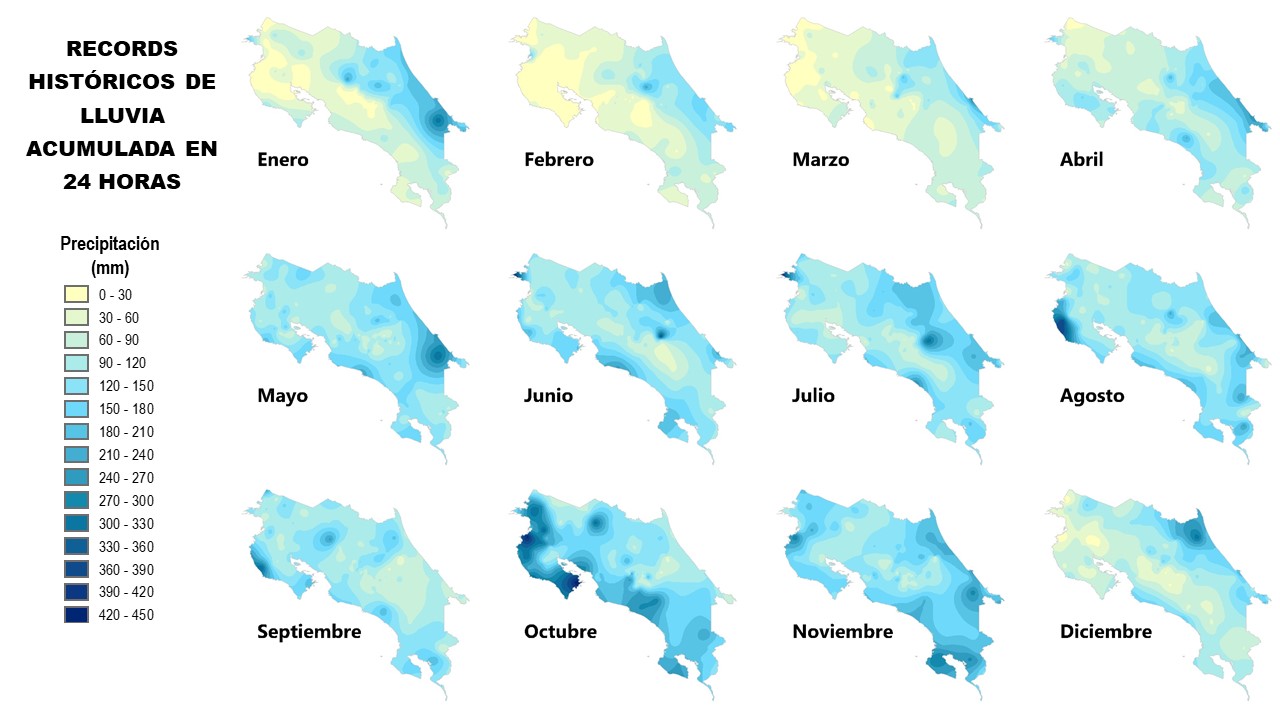 RECORDS
HISTÓRICOS DE
LLUVIA
ACUMULADA EN
24 HORAS
Precipitación
(mm)
0 - 30
30 - 60
60 - 90
90 - 120
120 - 150
150 - 180
180 - 210
210 - 240
240 - 270
270 - 300
300 - 330
330 - 360
360 - 390
390 - 420
420 - 450
Enero
Febrero
Marzo
Abril
Mayo
Junio
Julio
Agosto
Septiembre
Octubre
Noviembre
Diciembre